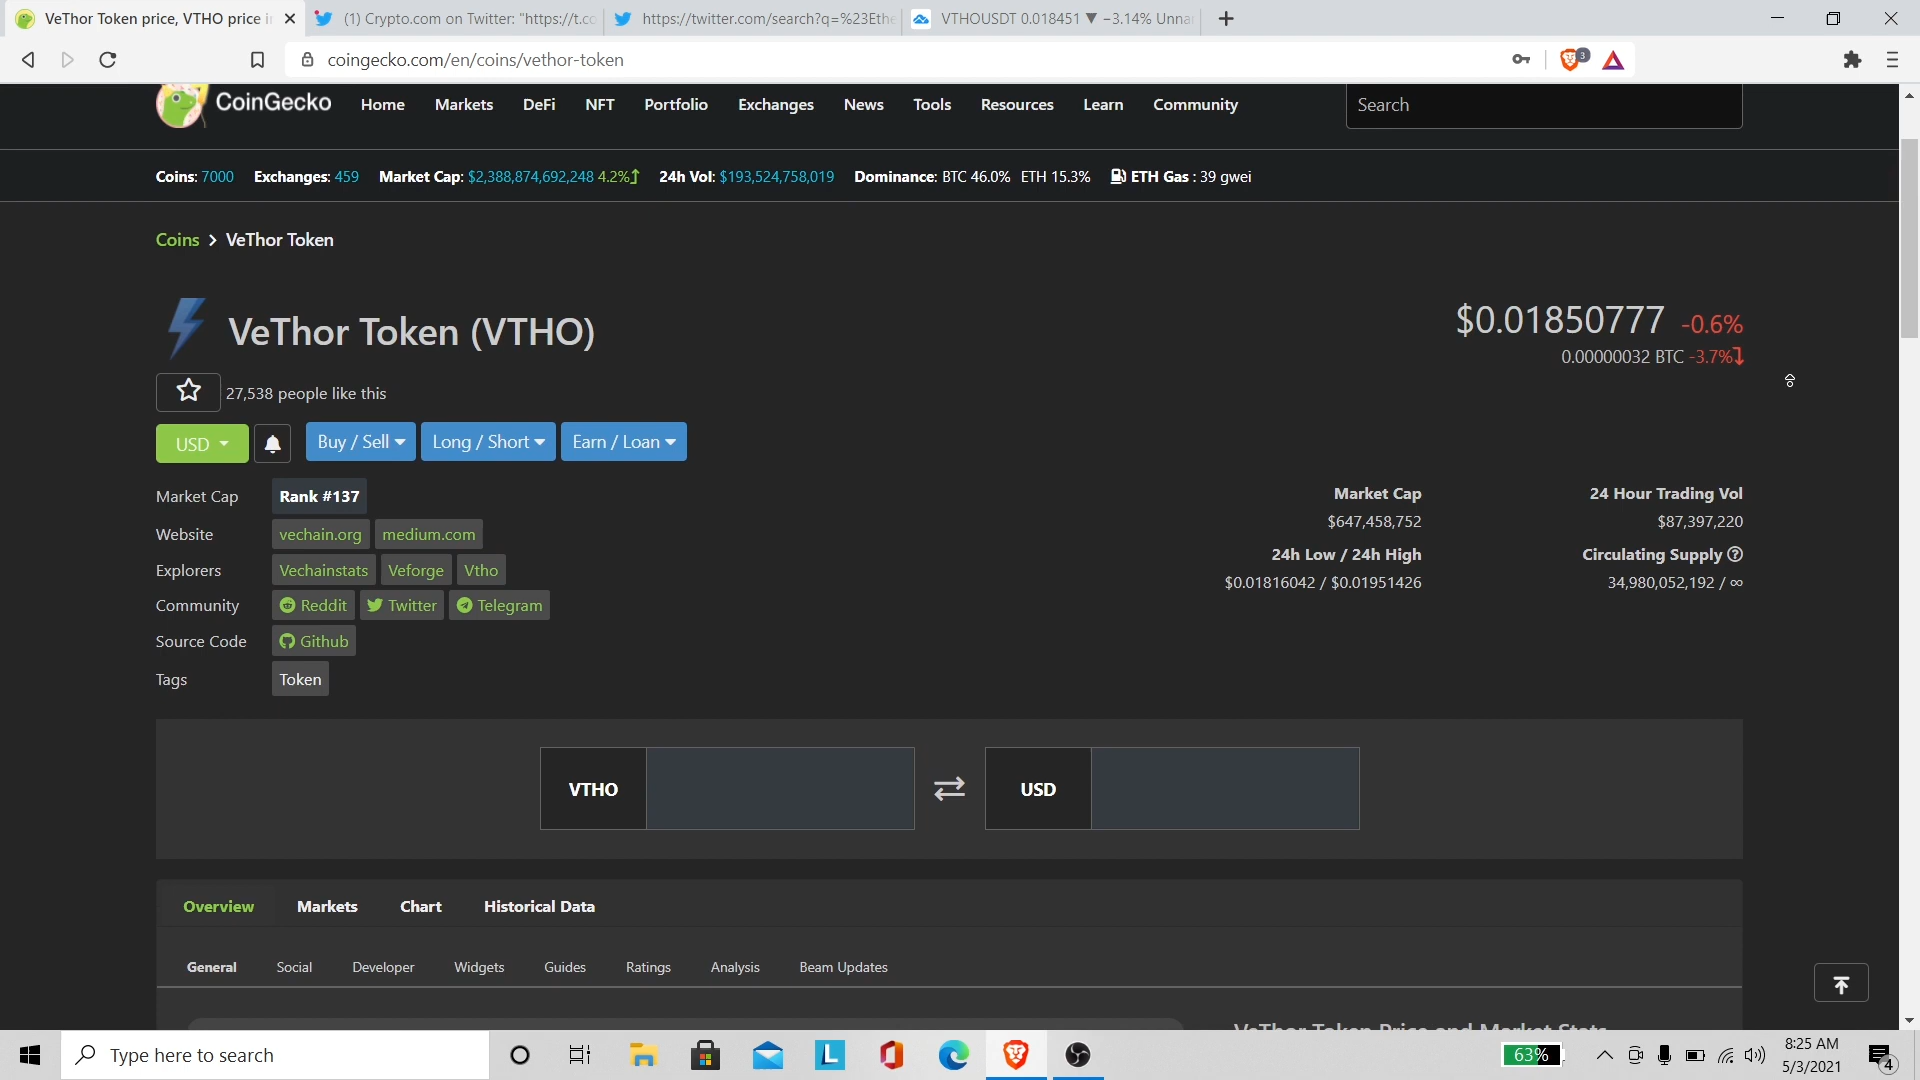 VeThor Token price, VTHO price i
(1) Crypto.com on Twitter: "https://t.co
https://twitter.com/search?q=%23Ethe
VTHOUSDT 0.018451 ▼ −3.14% Unna
coingecko.com/en/coins/vethor-token
3
CoinGecko
Home Markets DeFi NFT Portfolio Exchanges News Tools Resources Learn Community
Search
Coins: 7000 Exchanges: 459 Market Cap: $2,388,874,692,248 4.2% 24h Vol: $193,524,758,019 Dominance: BTC 46.0% ETH 15.3% ETH Gas : 39 gwei
Coins > VeThor Token
VeThor Token (VTHO)
$0.01850777 -0.6%
0.00000032 BTC -3.7%
27,538 people like this
USD Buy / Sell Long / Short Earn / Loan
Market Cap Rank #137
Website vechain.org medium.com
Explorers Vechainstats Veforge Vtho
Community Reddit Twitter Telegram
Source Code Github
Tags Token
Market Cap
$647,458,752
24 Hour Trading Vol
$87,397,220
24h Low / 24h High
$0.01816042 / $0.01951426
Circulating Supply
34,980,052,192 / ∞
VTHO USD
Overview Markets Chart Historical Data
General Social Developer Widgets Guides Ratings Analysis Beam Updates
VeThor Token Price and Market Stats
Type here to search
63%
8:25 AM
5/3/2021
4